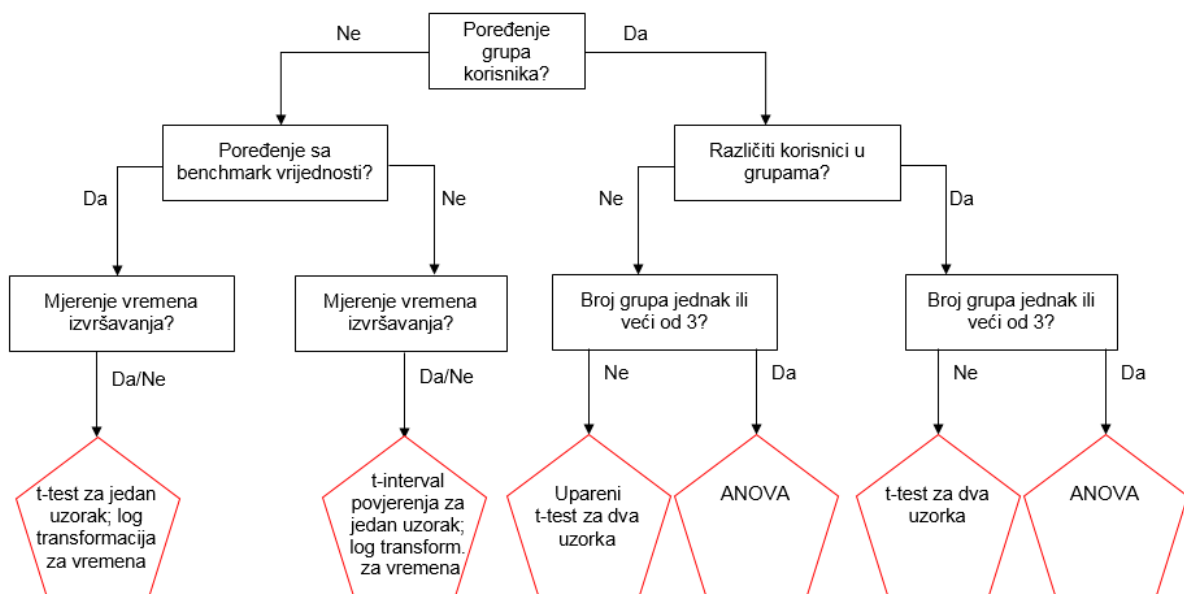 Ne
Poređenje
grupa
korisnika?
Da
Poređenje sa
benchmark vrijednosti?
Različiti korisnici u
grupama?
Da
Ne
Ne
Da
Mjerenje vremena
izvršavanja?
Mjerenje vremena
izvršavanja?
Broj grupa jednak ili
veći od 3?
Broj grupa jednak ili
veći od 3?
Da/Ne
Da/Ne
Ne
Da
Ne
Da
t-test za jedan
uzorak; log
transformacija
za vremena
t-interval
povjerenja za
jedan uzorak;
log transform.
za vremena
Upareni
t-test za dva
uzorka
ANOVA
t-test za dva
uzorka
ANOVA